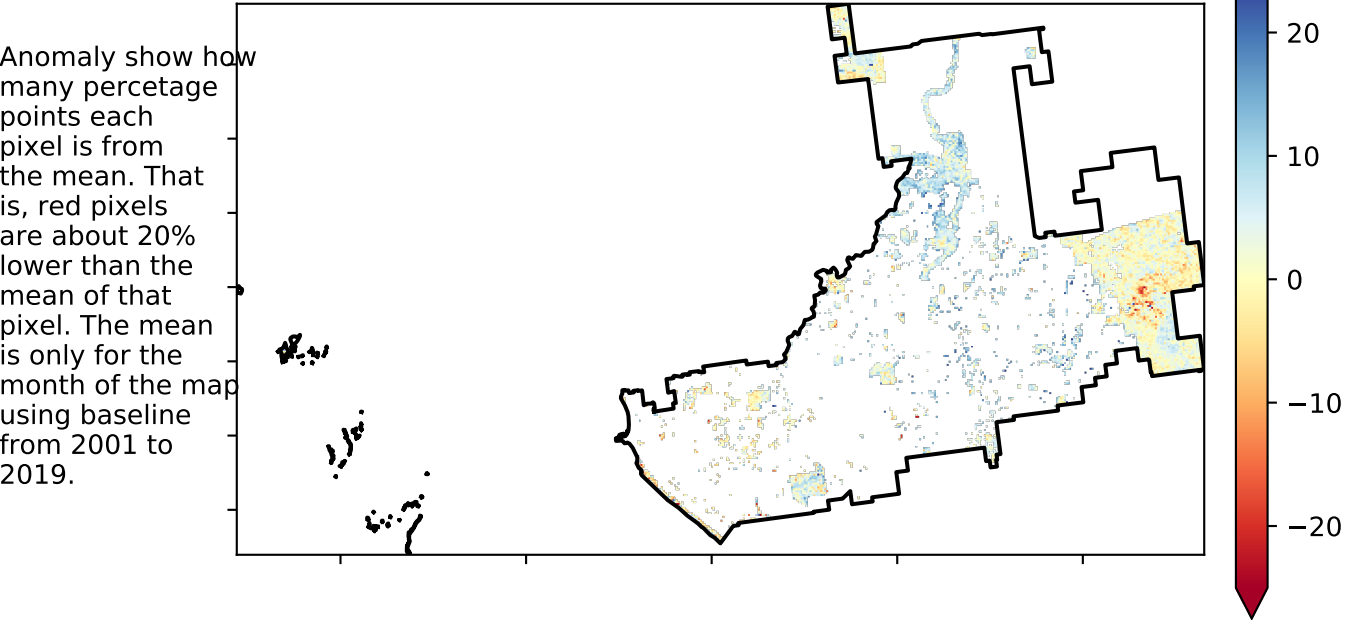 Anomaly show how
many percetage
points each
pixel is from
the mean. That
is, red pixels
are about 20%
lower than the
mean of that
pixel. The mean
is only for the
month of the map
using baseline
from 2001 to
2019.
20
10
0
−10
−20